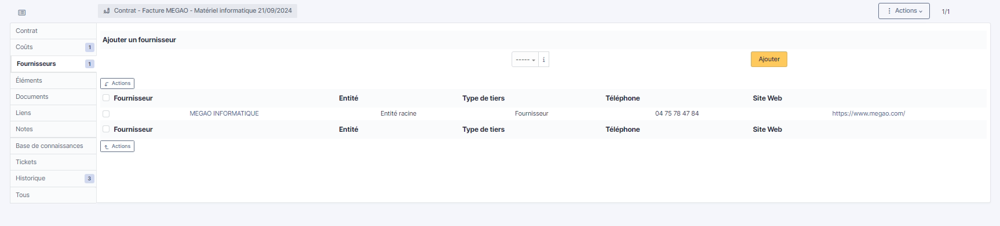 Contrat - Facture MEGAO - Matériel informatique 21/09/2024
Actions
1/1
Contrat
Coûts 1
Fournisseurs 1
Éléments
Documents
Liens
Notes
Base de connaissances
Tickets
Historique 3
Tous
Ajouter un fournisseur
----- i Ajouter
Actions
Fournisseur Entité Type de tiers Téléphone Site Web
MEGAO INFORMATIQUE Entité racine Fournisseur 04 75 78 47 84 https://www.megao.com/
Fournisseur Entité Type de tiers Téléphone Site Web
Actions